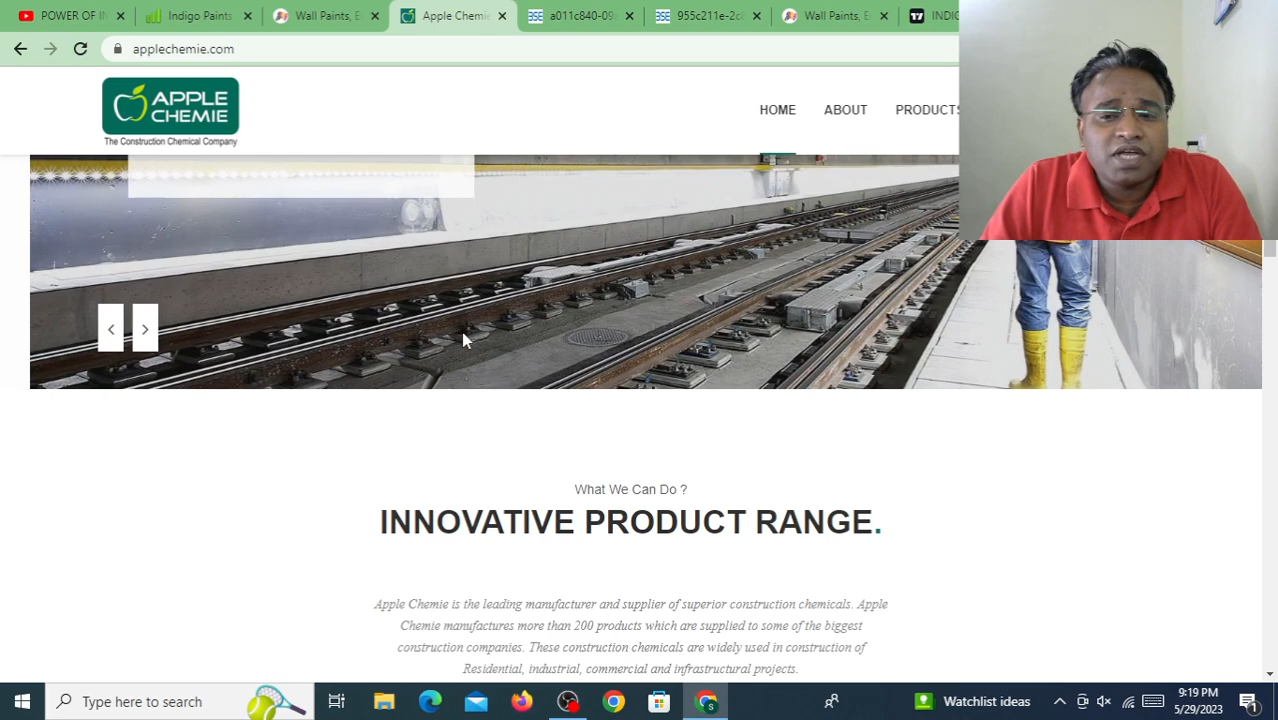 POWER OF IN
Indigo Paints
Wall Paints, E
Apple Chemie
a011c840-09a
955c211e-2c8
Wall Paints, E
INDIG
applechemie.com
APPLE
CHEMIE
The Construction Chemical Company
HOME ABOUT PRODUCTS
What We Can Do ?
INNOVATIVE PRODUCT RANGE.
Apple Chemie is the leading manufacturer and supplier of superior construction chemicals. Apple
Chemie manufactures more than 200 products which are supplied to some of the biggest
construction companies. These construction chemicals are widely used in construction of
Residential, industrial, commercial and infrastructural projects.
Type here to search
Watchlist ideas
9:19 PM
5/29/2023
1